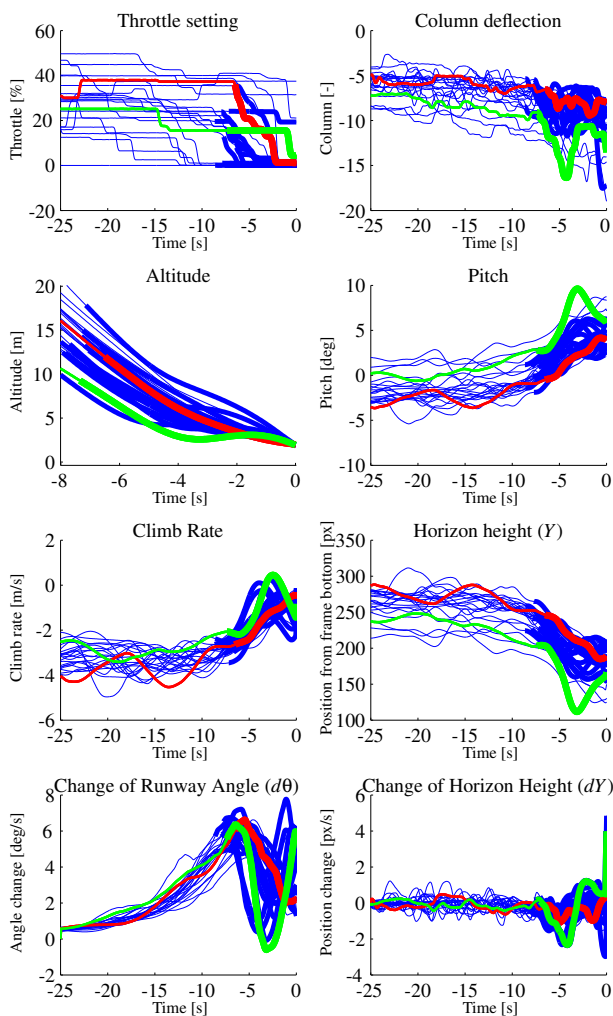 Throttle setting
60
40
20
0
-20
Throttle [%]
-25 -20 -15 -10 -5 0
Time [s]
Column deflection
0
-5
-10
-15
-20
Column [-]
-25 -20 -15 -10 -5 0
Time [s]
Altitude
20
15
10
5
0
Altitude [m]
-8 -6 -4 -2 0
Time [s]
Pitch
10
5
0
-5
-10
Pitch [deg]
-25 -20 -15 -10 -5 0
Time [s]
Climb Rate
2
0
-2
-4
-6
Climb rate [m/s]
-25 -20 -15 -10 -5 0
Time [s]
Horizon height (Y)
350
300
250
200
150
100
Position from frame bottom [px]
-25 -20 -15 -10 -5 0
Time [s]
Change of Runway Angle (dθ)
8
6
4
2
0
-2
Angle change [deg/s]
-25 -20 -15 -10 -5 0
Time [s]
Change of Horizon Height (dY)
6
4
2
0
-2
-4
Position change [px/s]
-25 -20 -15 -10 -5 0
Time [s]